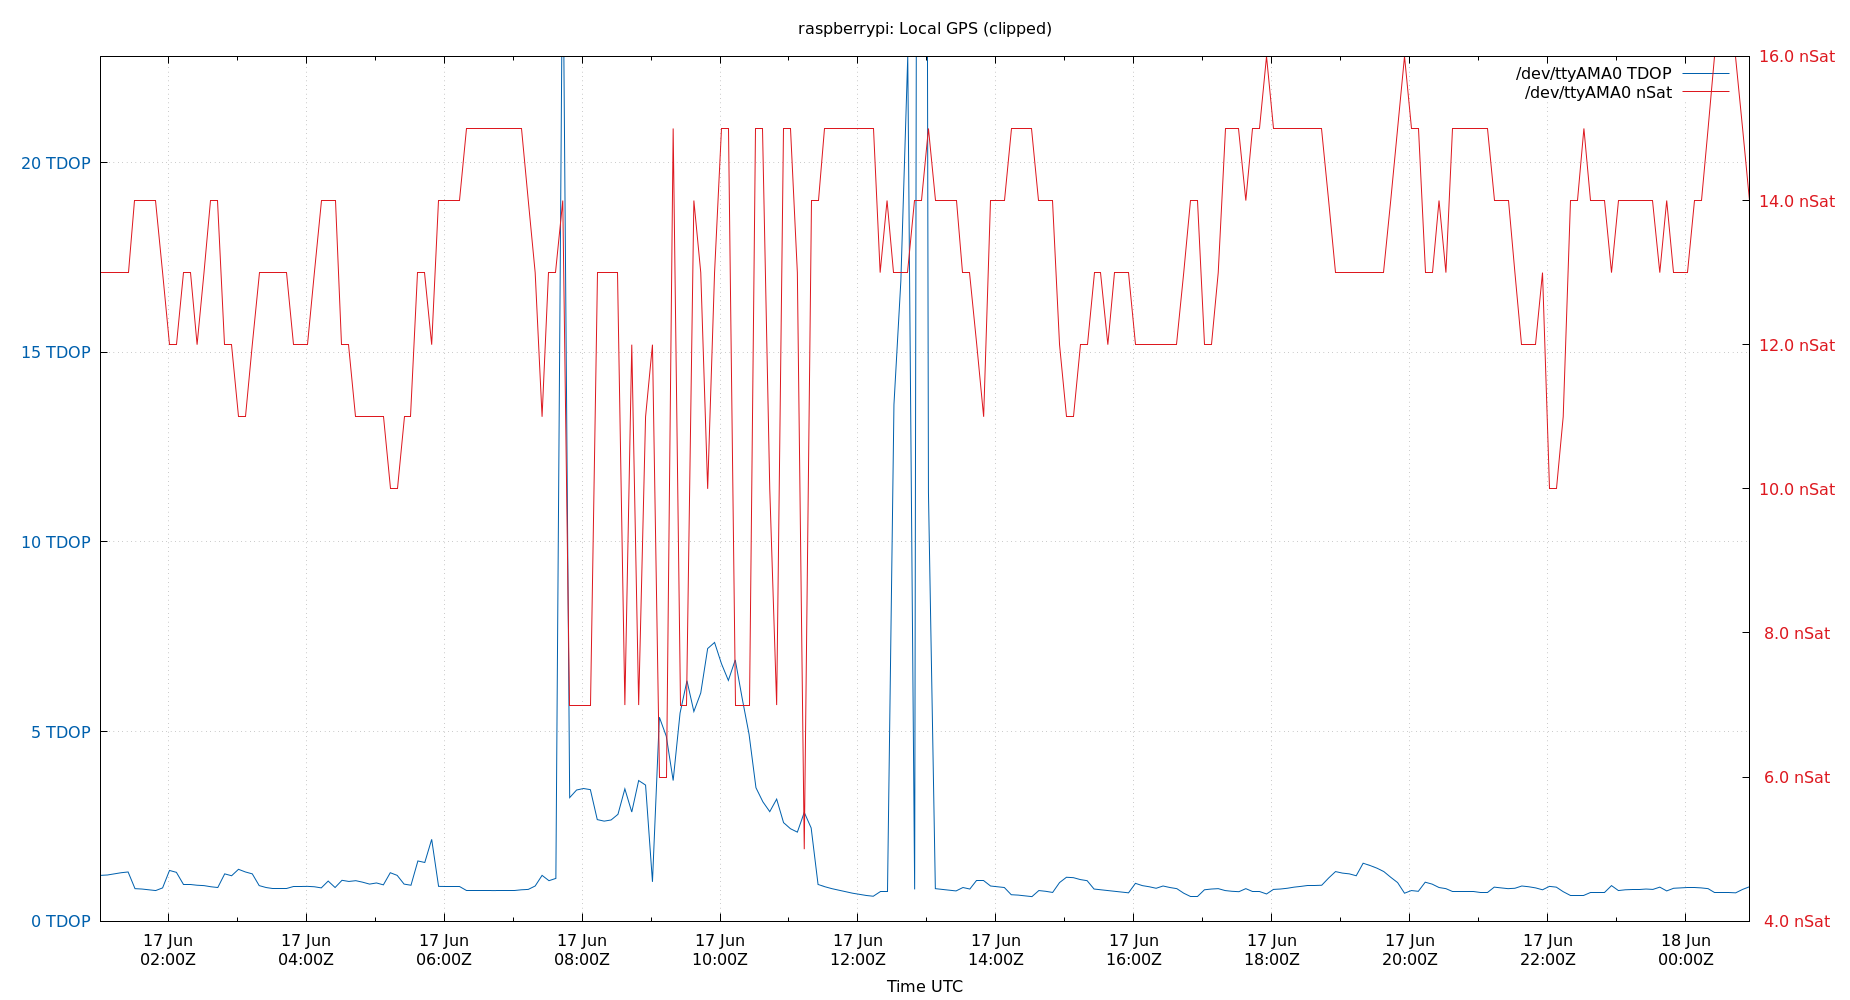 raspberrypi: Local GPS (clipped)
16.0 nSat
/dev/ttyAMA0 TDOP
/dev/ttyAMA0 nSat
20 TDOP
14.0 nSat
15 TDOP
12.0 nSat
10.0 nSat
10 TDOP
8.0 nSat
5 TDOP
6.0 nSat
0 TDOP
4.0 nSat
17 Jun 17 Jun 17 Jun 17 Jun 17 Jun 17 Jun 17 Jun 17 Jun 17 Jun 17 Jun 17 Jun 18 Jun
02:00Z 04:00Z 06:00Z 08:00Z 10:00Z 12:00Z 14:00Z 16:00Z 18:00Z 20:00Z 22:00Z 00:00Z
Time UTC